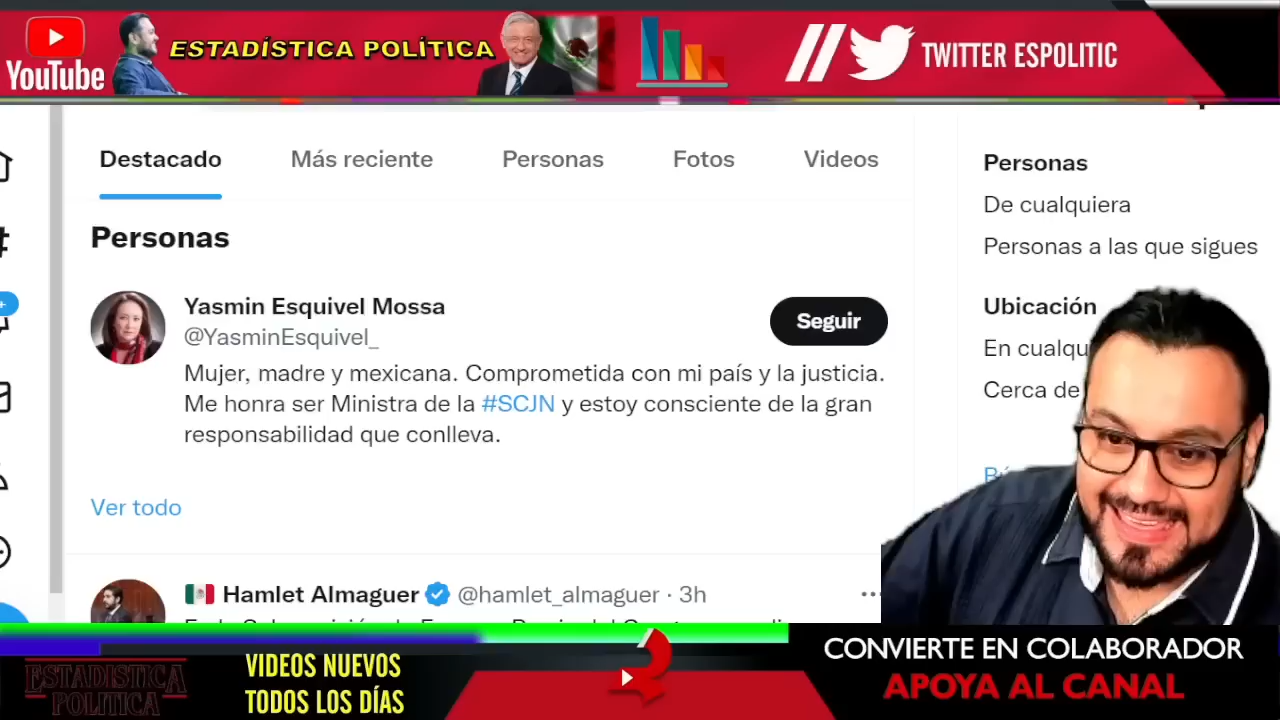 YouTube
ESTADÍSTICA POLÍTICA
TWITTER ESPOLITIC
Destacado
Más reciente
Personas
Fotos
Videos
Personas
Yasmin Esquivel Mossa
@YasminEsquivel_
Seguir
Mujer, madre y mexicana. Comprometida con mi país y la justicia.
Me honra ser Ministra de la #SCJN y estoy consciente de la gran
responsabilidad que conlleva.
Ver todo
Hamlet Almaguer @hamlet_almaguer · 3h
Personas
De cualquiera
Personas a las que sigues
Ubicación
En
Cerca de
ESTADISTICA
POLITICA
VIDEOS NUEVOS
TODOS LOS DÍAS
CONVIERTE EN COLABORADOR
APOYA AL CANAL